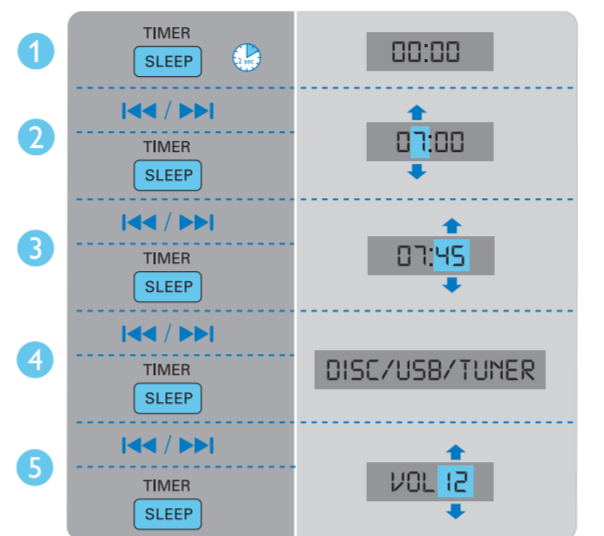 1
TIMER
SLEEP
2 sec
00:00
2
/
TIMER
SLEEP
07:00
3
/
TIMER
SLEEP
07:45
4
/
TIMER
SLEEP
DISC/USB/TUNER
5
/
TIMER
SLEEP
VOL 12